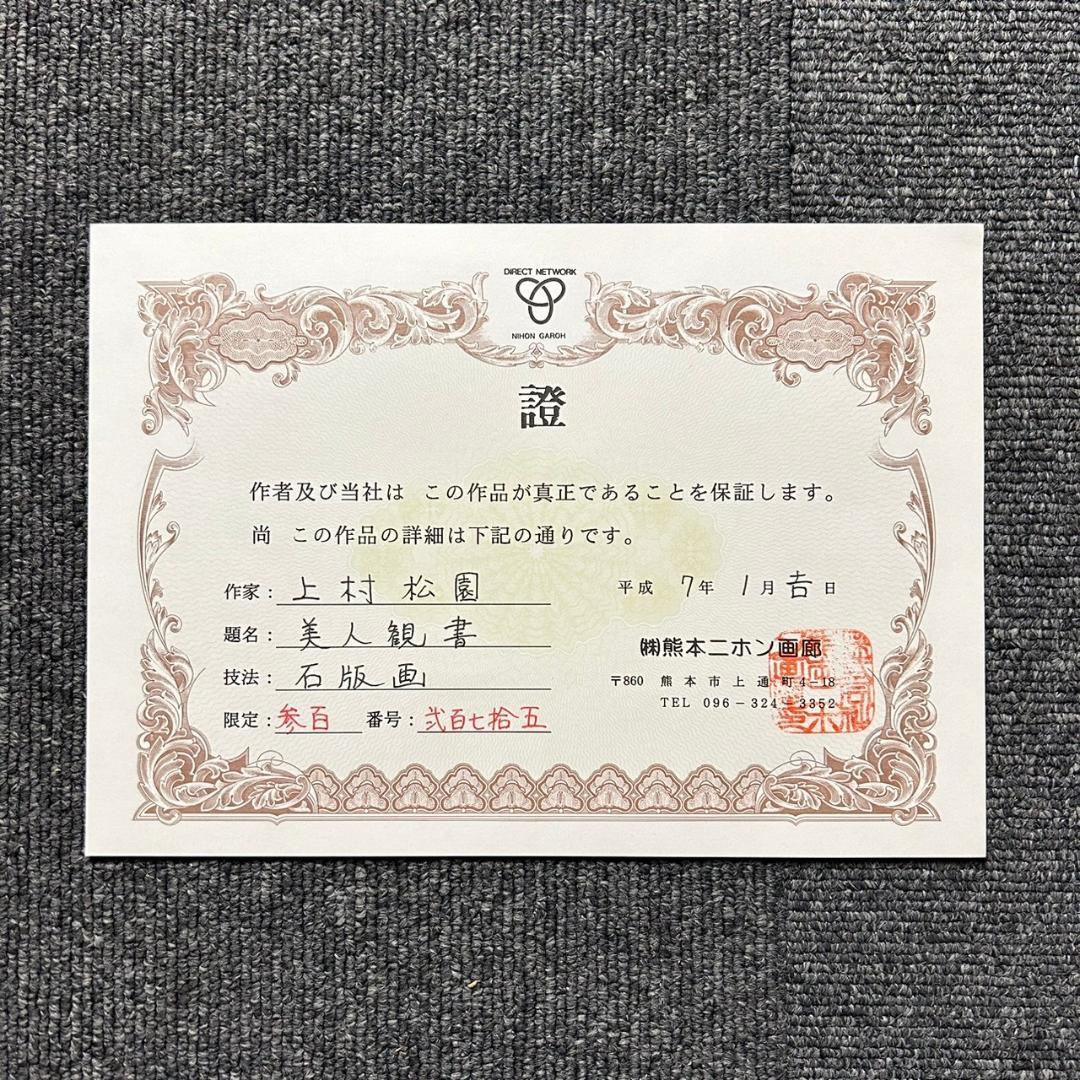 DIRECT NETWORK
NIHON GAROH
證
作者及び当社は この作品が真正であることを保証します。
尚 この作品の詳細は下記の通りです。
作家：上村松園
題名：美人観書
技法：石版画
限定：参百 番号：弐百七拾五
平成 7年 1月吉日
㈱熊本ニホン画廊
〒860 熊本市上通町4−18
TEL 096−324−3352